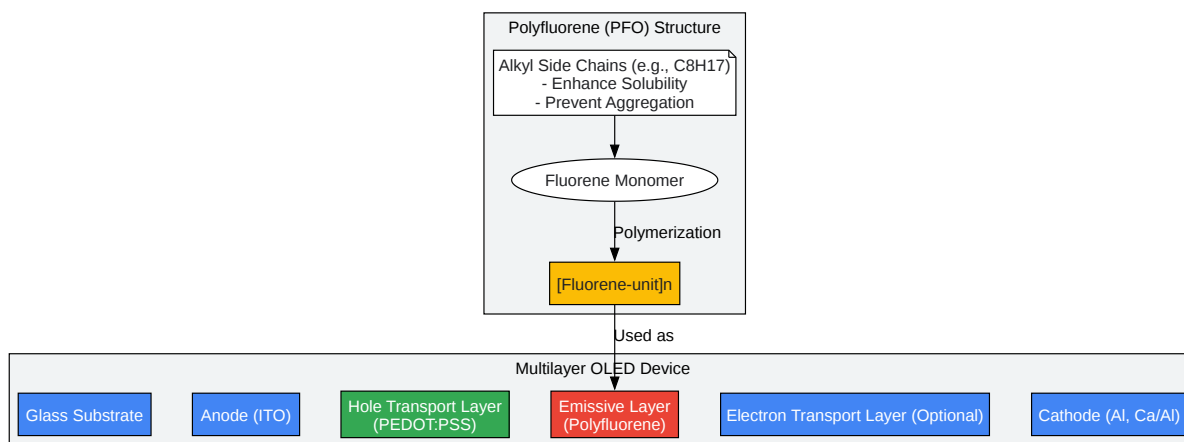 Polyfluorene (PFO) Structure
Alkyl Side Chains (e.g., C8H17)
- Enhance Solubility
- Prevent Aggregation
Fluorene Monomer
Polymerization
[Fluorene-unit]n
Used as
Multilayer OLED Device
Glass Substrate
Anode (ITO)
Hole Transport Layer
(PEDOT:PSS)
Emissive Layer
(Polyfluorene)
Electron Transport Layer (Optional)
Cathode (Al, Ca/Al)